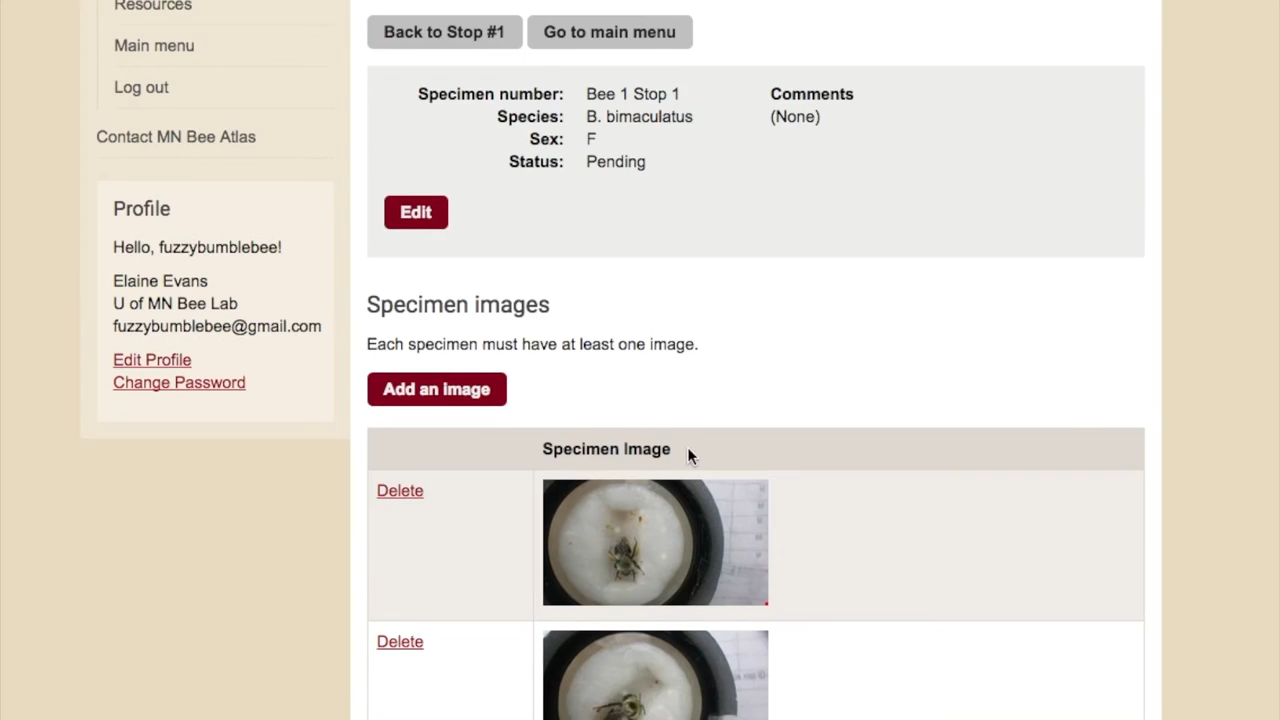 Resources
Main menu
Log out
Contact MN Bee Atlas
Profile
Hello, fuzzybumblebee!
Elaine Evans
U of MN Bee Lab
fuzzybumblebee@gmail.com
Edit Profile
Change Password
Back to Stop #1 Go to main menu
Specimen number: Bee 1 Stop 1
Species: B. bimaculatus
Sex: F
Status: Pending
Comments
(None)
Edit
Specimen images
Each specimen must have at least one image.
Add an image
Specimen Image
Delete
Delete